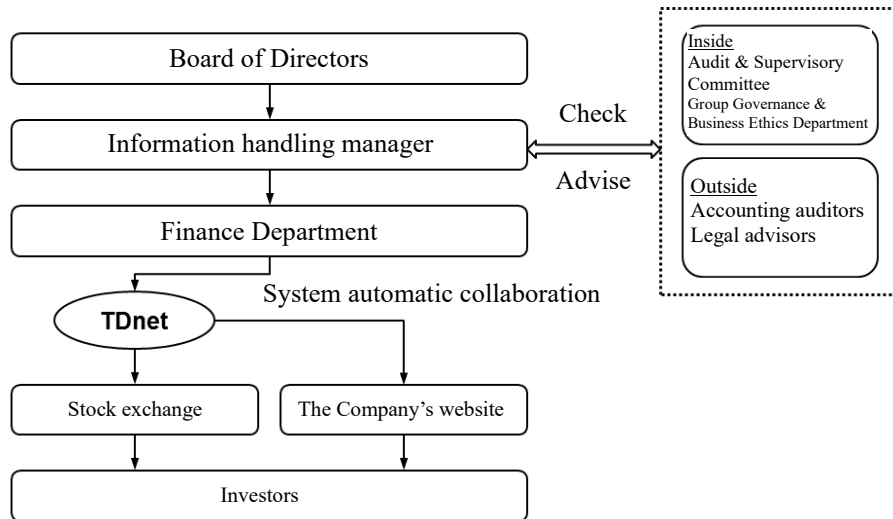 Board of Directors
Information handling manager
Check
Advise
Inside
Audit & Supervisory
Committee
Group Governance &
Business Ethics Department
Outside
Accounting auditors
Legal advisors
Finance Department
System automatic collaboration
TDnet
Stock exchange
The Company’s website
Investors